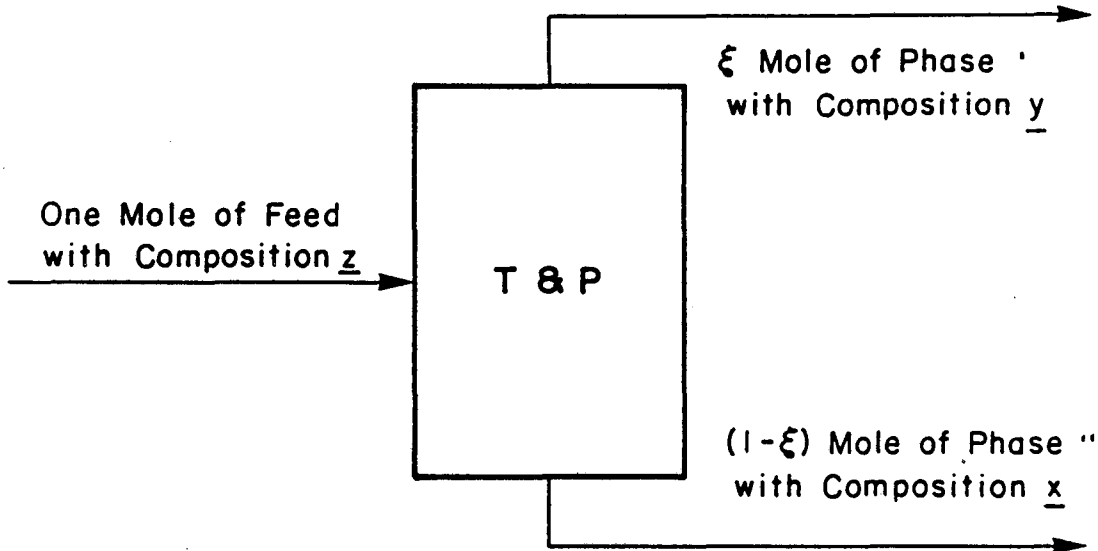 ξ Mole of Phase '
with Composition y
One Mole of Feed
with Composition z
T & P
(1-ξ) Mole of Phase "
with Composition x